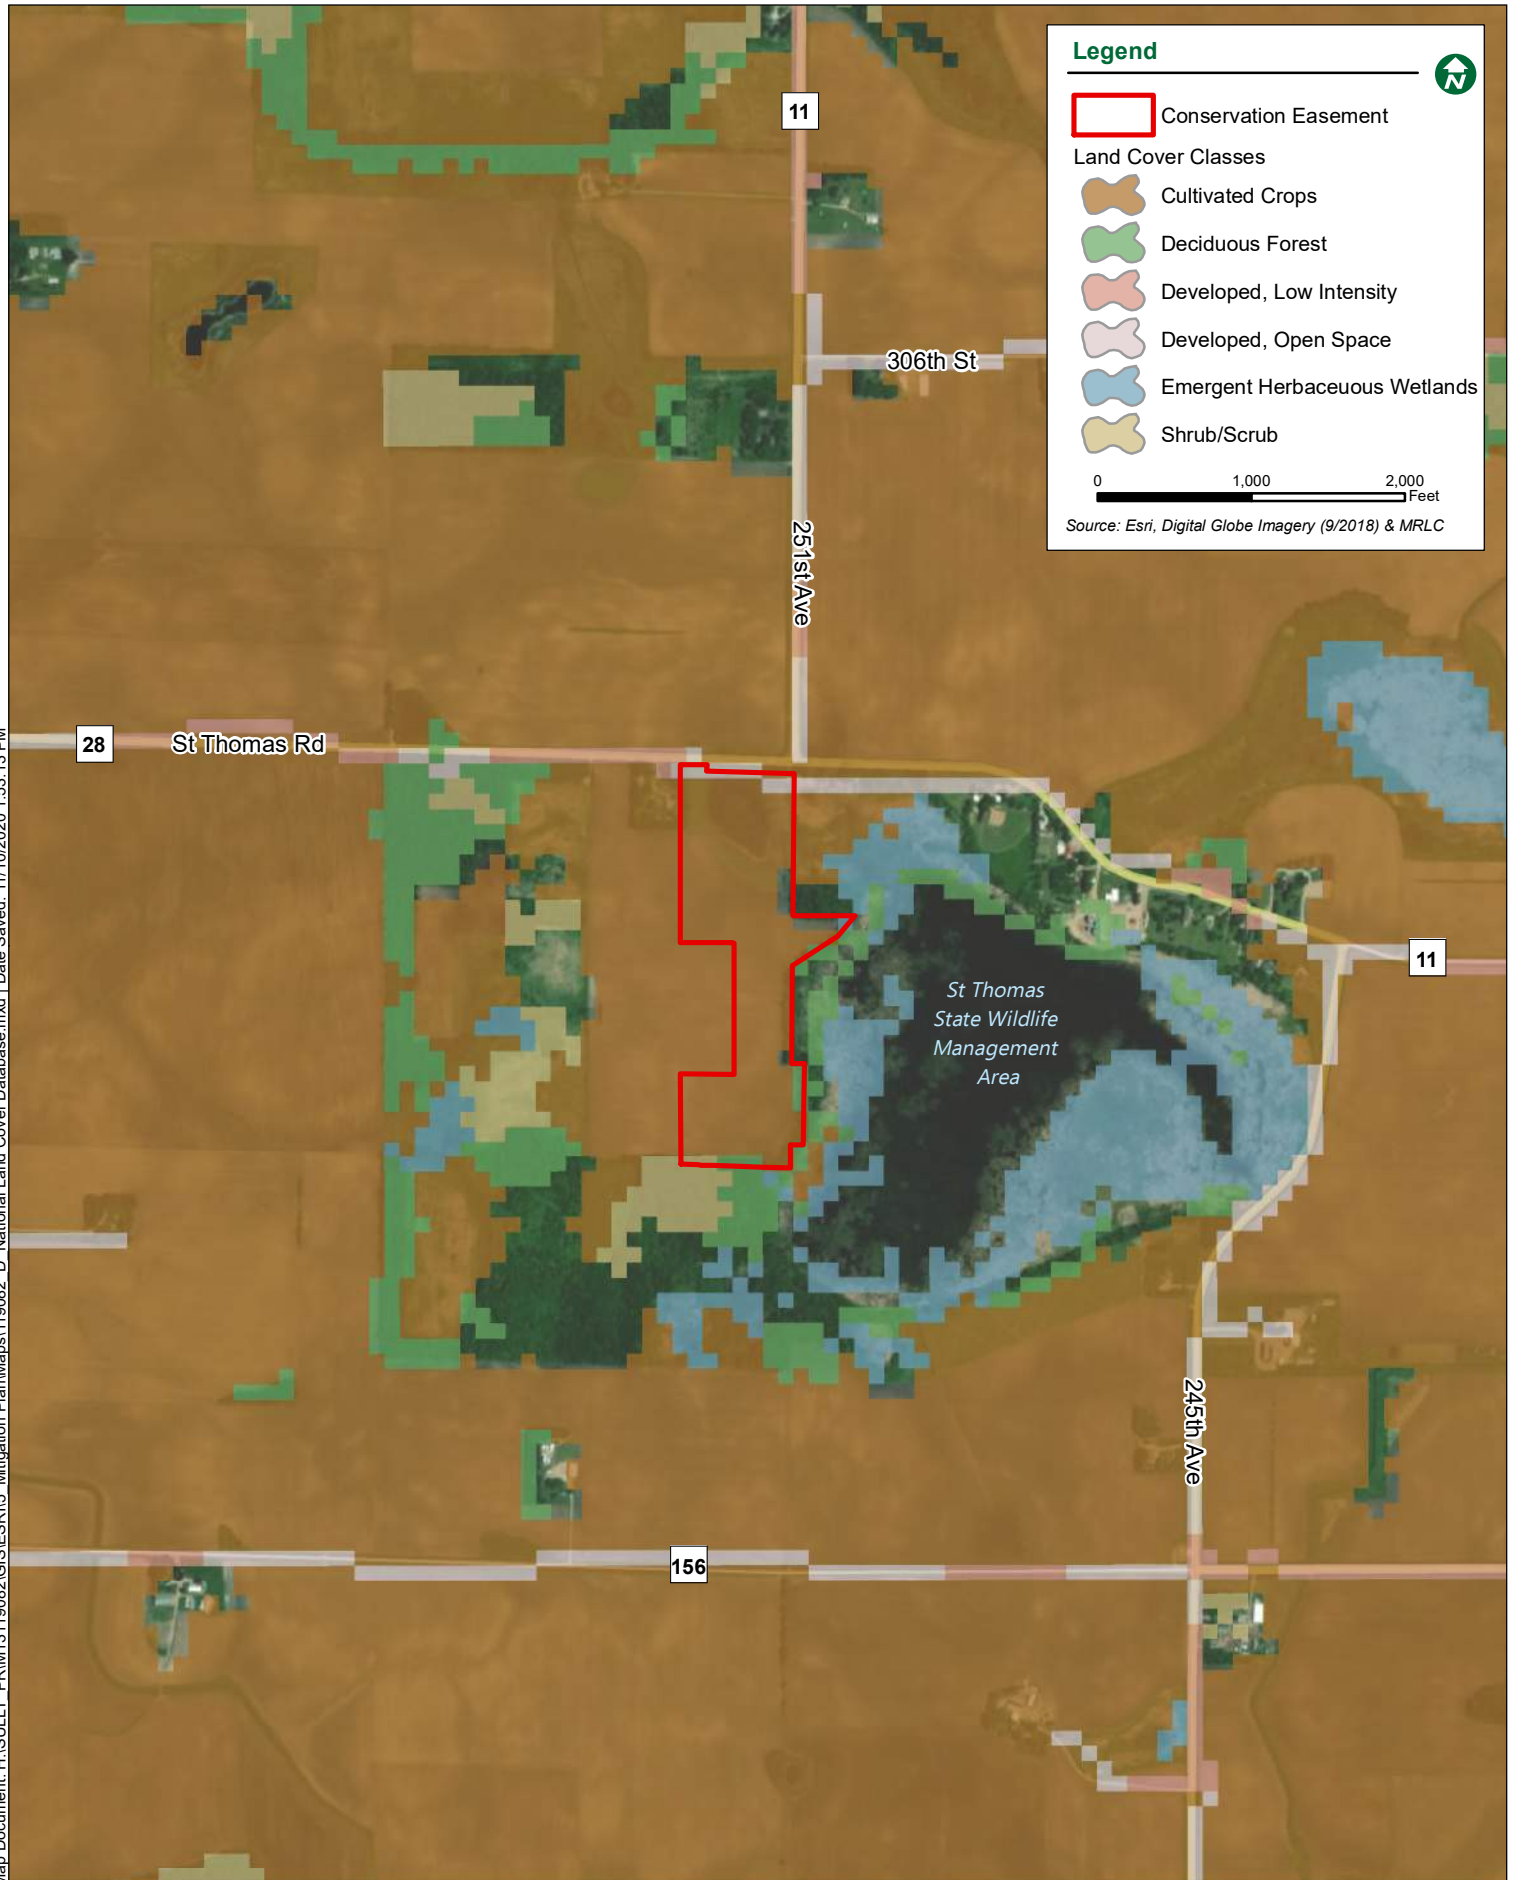 Legend
N
Conservation Easement
Land Cover Classes
Cultivated Crops
Deciduous Forest
Developed, Low Intensity
Developed, Open Space
Emergent Herbaceuous Wetlands
Shrub/Scrub
0 1,000 2,000
Feet
Source: Esri, Digital Globe Imagery (9/2018) & MRLC
11
306th St
251st Ave
28
St Thomas Rd
11
St Thomas
State Wildlife
Management
Area
245th Ave
156